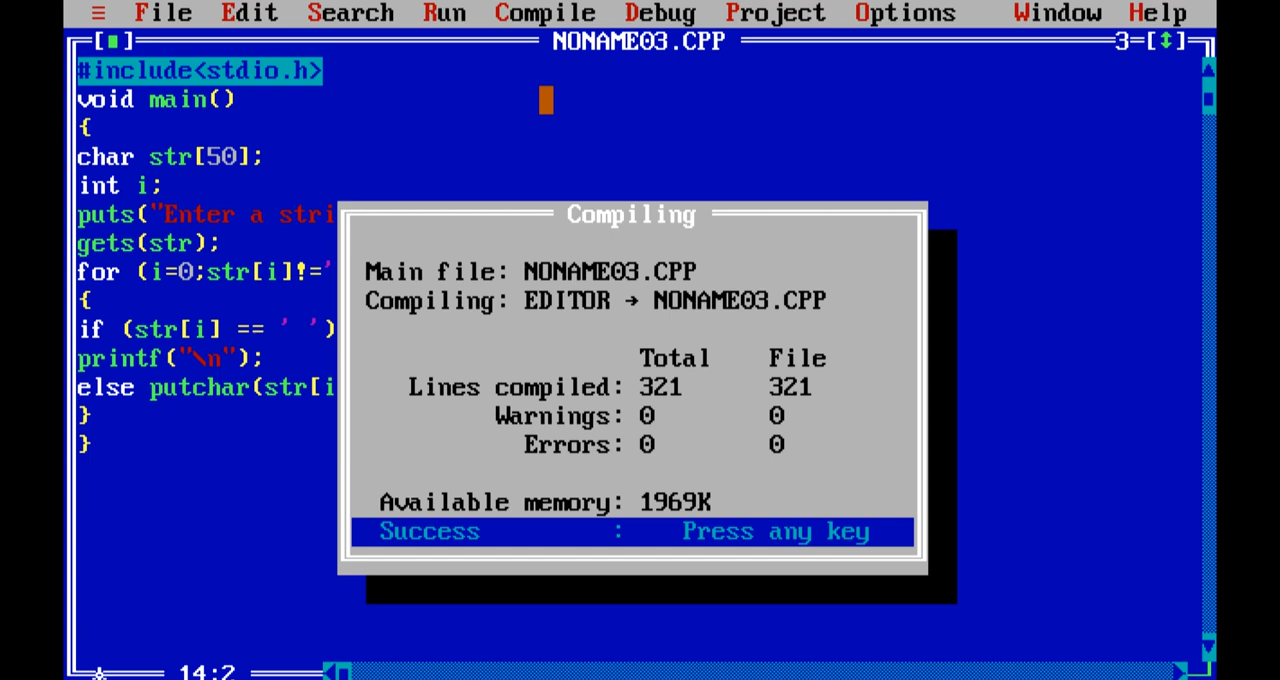 ≡ File Edit Search Run Compile Debug Project Options Window Help
[■] NONAME03.CPP 3=[↕]
#include<stdio.h>
void main()
{
char str[50];
int i;
puts("Enter a stri
gets(str);
for (i=0;str[i]!='
{
if (str[i] == ' ')
printf("\n");
else putchar(str[i
}
}
Compiling
Main file: NONAME03.CPP
Compiling: EDITOR → NONAME03.CPP
Total File
Lines compiled: 321 321
Warnings: 0 0
Errors: 0 0
Available memory: 1969K
Success : Press any key
14:2